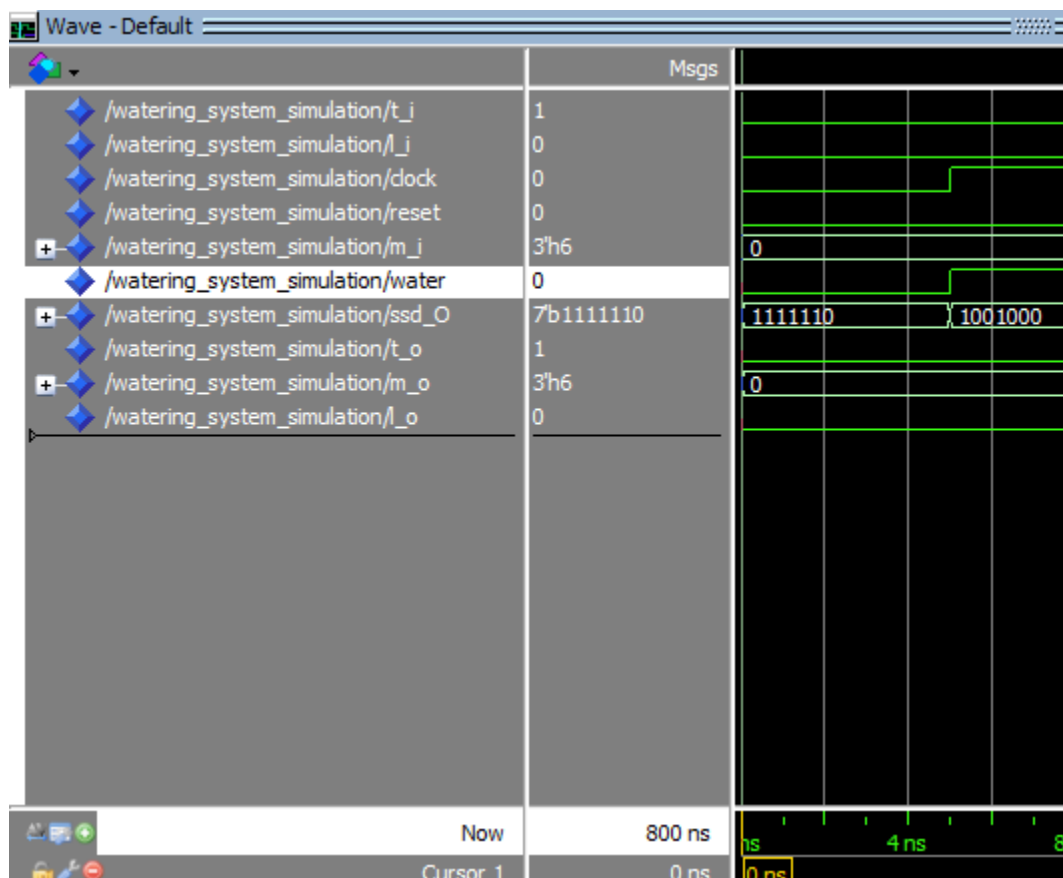 Wave - Default
Msgs
/watering_system_simulation/t_i 1
/watering_system_simulation/l_i 0
/watering_system_simulation/clock 0
/watering_system_simulation/reset 0
/watering_system_simulation/m_i 3'h6 0
/watering_system_simulation/water 0
/watering_system_simulation/ssd_O 7'b1111110 1111110 1001000
/watering_system_simulation/t_o 1
/watering_system_simulation/m_o 3'h6 0
/watering_system_simulation/l_o 0
Now 800 ns ns 4 ns 8
Cursor 1 0 ns 0 ns